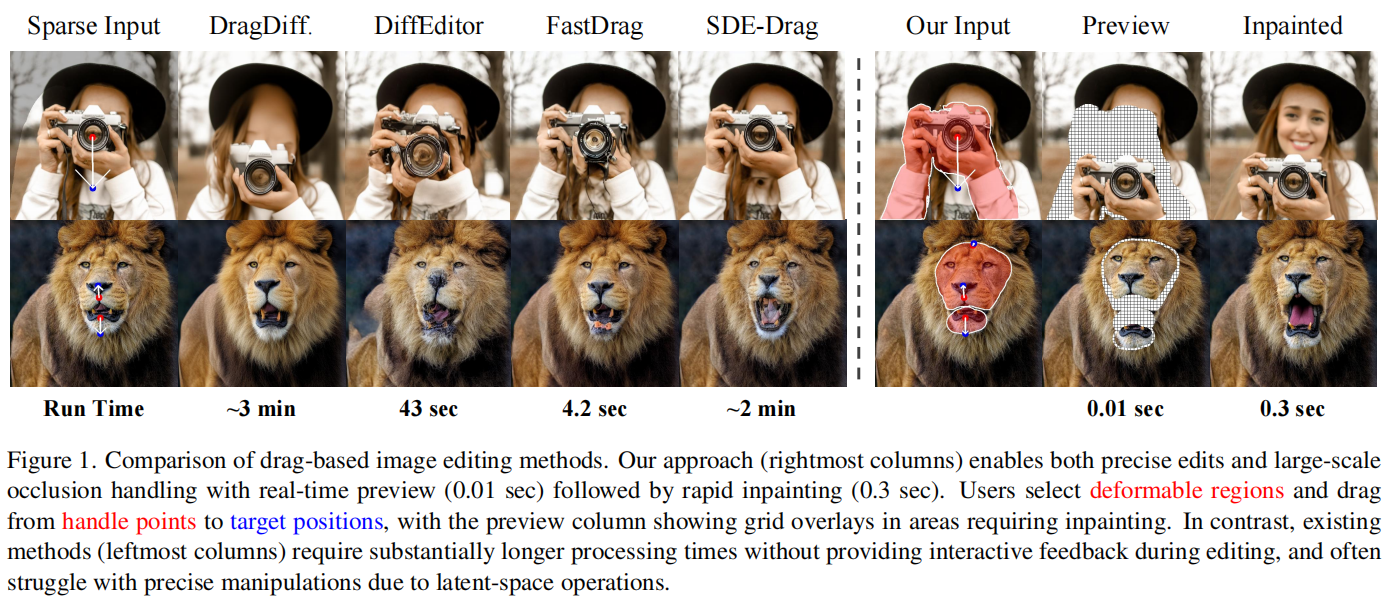 Sparse Input DragDiff. DiffEditor FastDrag SDE-Drag Our Input Preview Inpainted
Run Time ~3 min 43 sec 4.2 sec ~2 min 0.01 sec 0.3 sec
Figure 1. Comparison of drag-based image editing methods. Our approach (rightmost columns) enables both precise edits and large-scale
occlusion handling with real-time preview (0.01 sec) followed by rapid inpainting (0.3 sec). Users select deformable regions and drag
from handle points to target positions, with the preview column showing grid overlays in areas requiring inpainting. In contrast, existing
methods (leftmost columns) require substantially longer processing times without providing interactive feedback during editing, and often
struggle with precise manipulations due to latent-space operations.